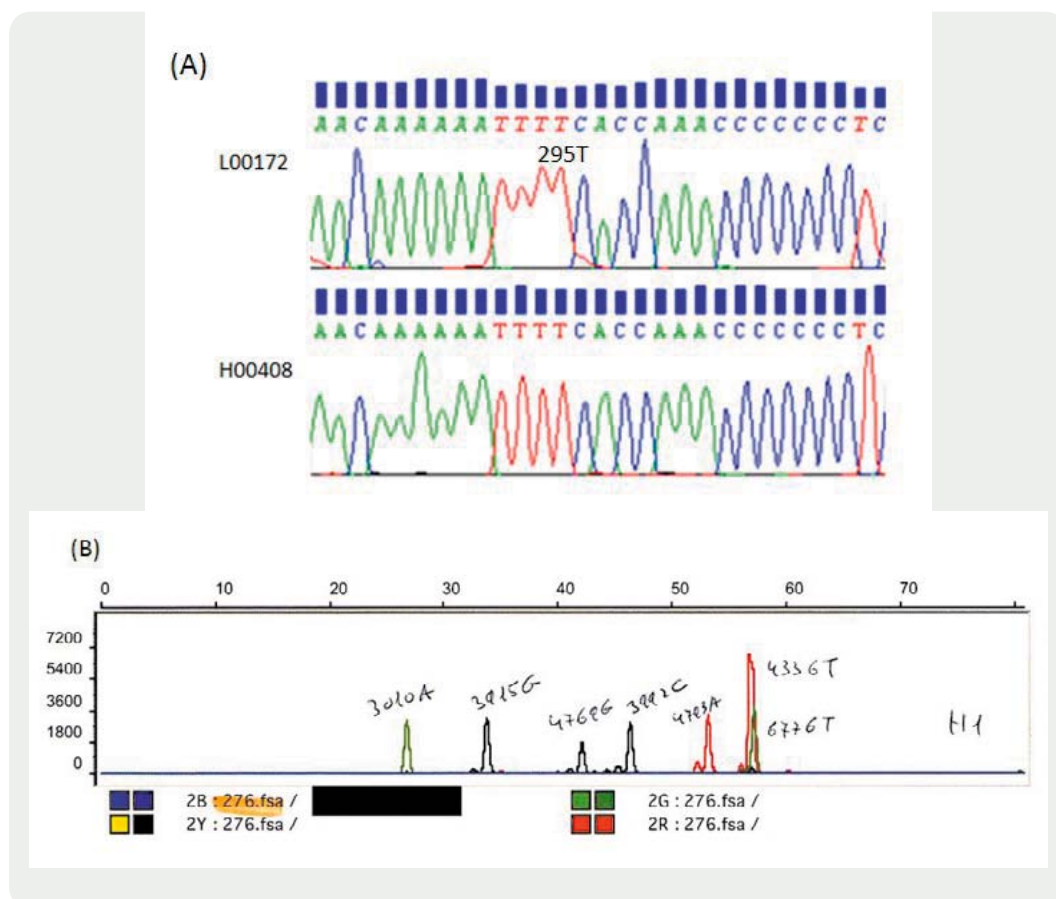 (A)
AACAAAAAATTTTCACCAAACCCCCCCTC
L00172
295T
AACAAAAAATTTTCACCAAACCCCCCCTC
H00408
(B)
0 10 20 30 40 50 60 70
7200
5400
3600
1800
0
3010A 3915G 4769G 3992C 4793A 4336T
6776T
H1
2B : 276.fsa /
2G : 276.fsa /
2Y : 276.fsa /
2R : 276.fsa /